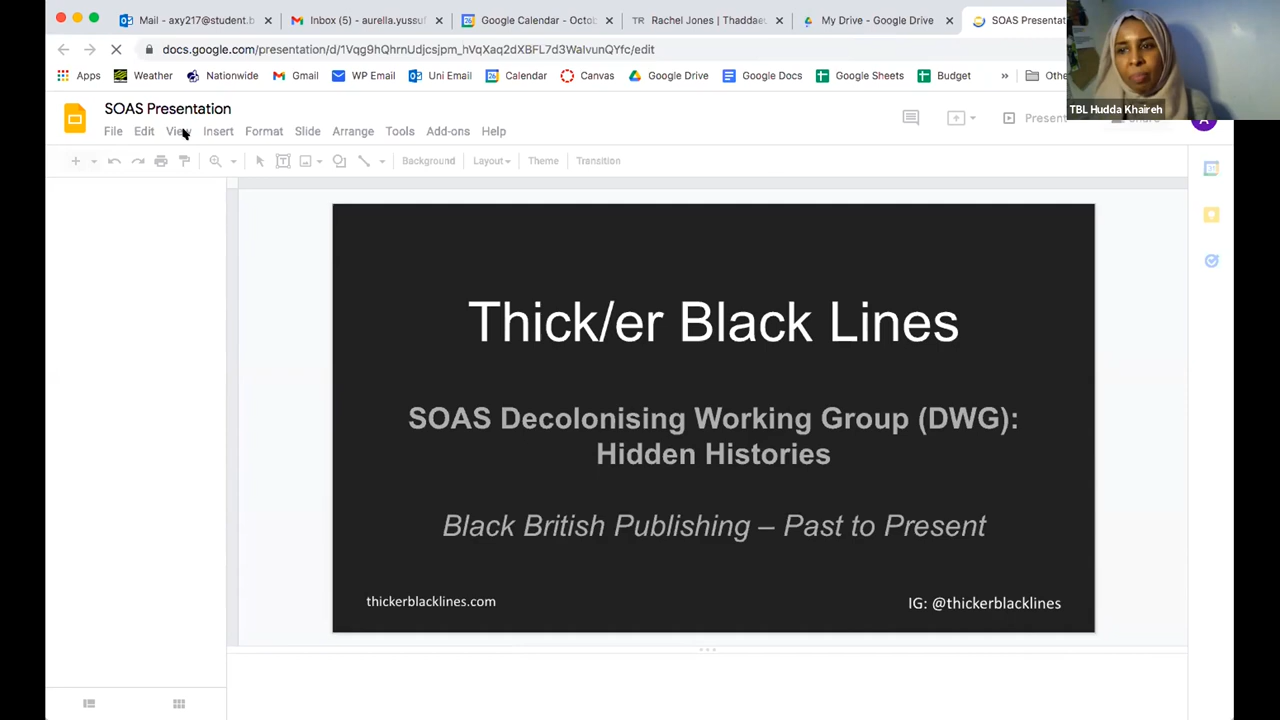 Mail - axy217@student.b
Inbox (5) - aurella.yussuf
Google Calendar - Octo
Rachel Jones | Thaddaeu
My Drive - Google Drive
SOAS Presentat
docs.google.com/presentation/d/1Vqg9hQhrnUdjcsjpm_hVqXaq2dXBFL7d3WaIvunQYfc/edit
Apps
Weather
Nationwide
Gmail
WP Email
Uni Email
Calendar
Canvas
Google Drive
Google Docs
Google Sheets
Budget
»
TBL Hudda Khaireh
SOAS Presentation
File Edit View Insert Format Slide Arrange Tools Add-ons Help
Background Layout Theme Transition
Thick/er Black Lines
SOAS Decolonising Working Group (DWG):
Hidden Histories
Black British Publishing – Past to Present
thickerblacklines.com
IG: @thickerblacklines